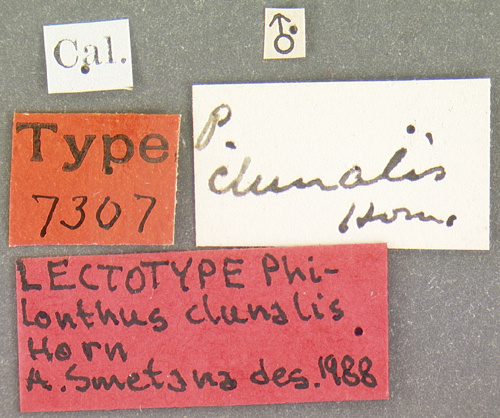 Cal.
♂
Type
7307
P
clunalis
Horn.
LECTOTYPE Phi-
lonthus clunalis
Horn
A. Smetana des. 1988